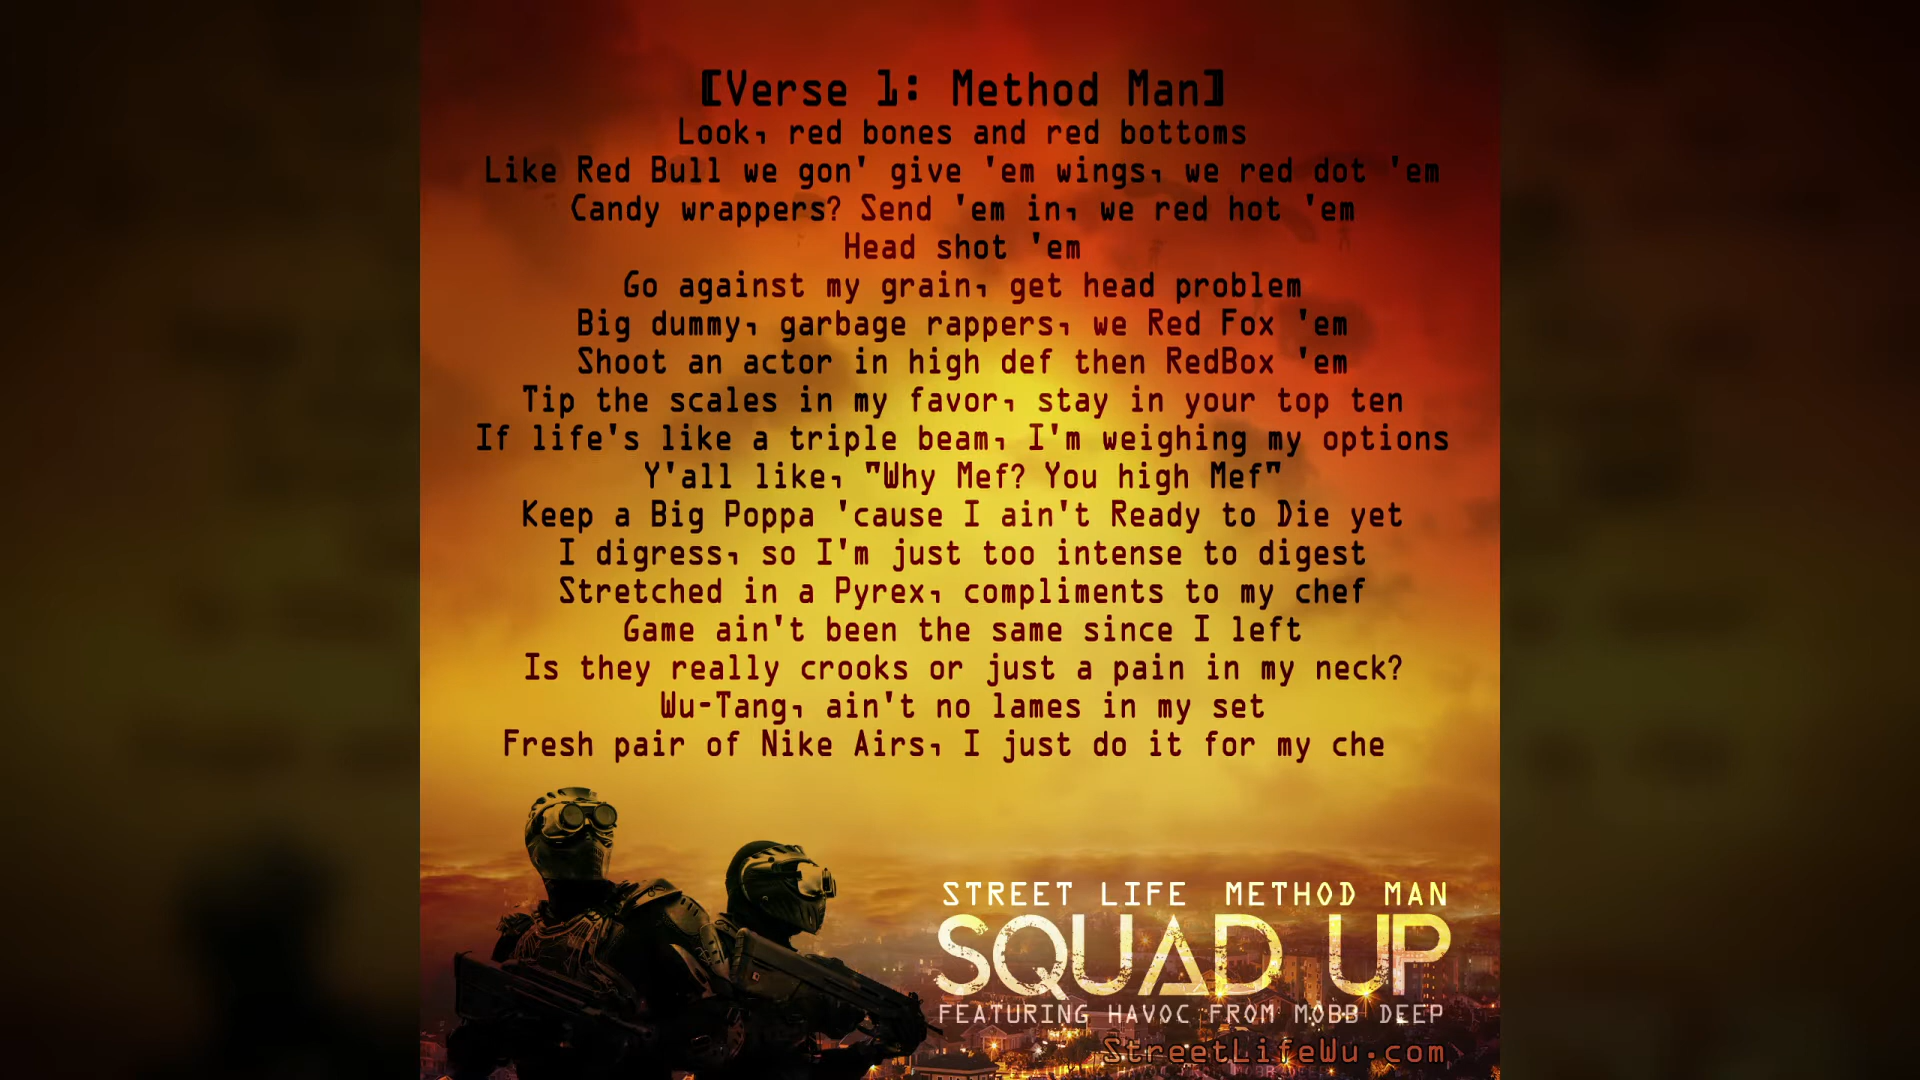 [Verse 1: Method Man]
Look, red bones and red bottoms
Like Red Bull we gon' give 'em wings, we red dot 'em
Candy wrappers? Send 'em in, we red hot 'em
Head shot 'em
Go against my grain, get head problem
Big dummy, garbage rappers, we Red Fox 'em
Shoot an actor in high def then RedBox 'em
Tip the scales in my favor, stay in your top ten
If life's like a triple beam, I'm weighing my options
Y'all like, "Why Mef? You high Mef"
Keep a Big Poppa 'cause I ain't Ready to Die yet
I digress, so I'm just too intense to digest
Stretched in a Pyrex, compliments to my chef
Game ain't been the same since I left
Is they really crooks or just a pain in my neck?
Wu-Tang, ain't no lames in my set
Fresh pair of Nike Airs, I just do it for my che
STREET LIFE METHOD MAN
SQUAD UP
FEATURING HAVOC FROM MOBB DEEP
StreetLifeWu.com